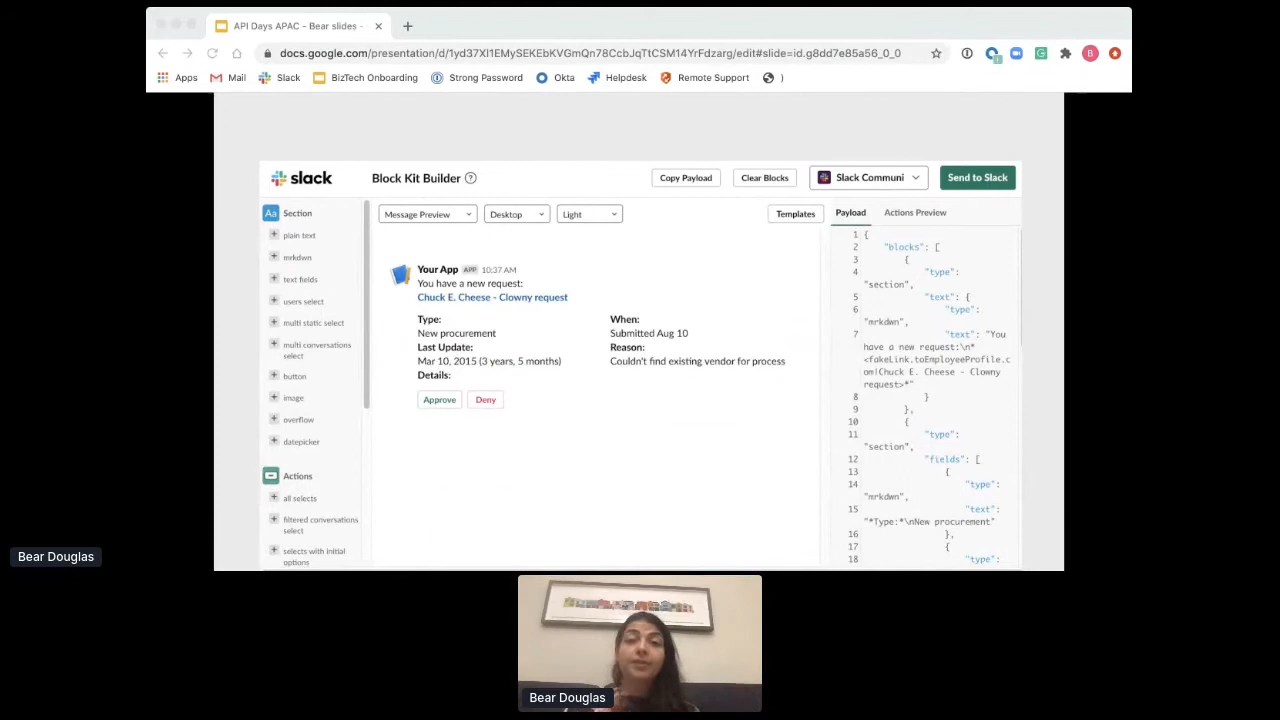 API Days APAC - Bear slides -
docs.google.com/presentation/d/1yd37XI1EMySEKEbKVGmQn78CcbJqTtCSM14YrFdzarg/edit#slide=id.g8dd7e85a56_0_0
Apps Mail Slack BizTech Onboarding Strong Password Okta Helpdesk Remote Support )
slack Block Kit Builder ? Copy Payload Clear Blocks Slack Communi Send to Slack
Aa Section
plain text
mrkdwn
text fields
users select
multi static select
multi conversations
select
button
image
overflow
datepicker
Actions
all selects
filtered conversations
select
selects with initial
options
Message Preview Desktop Light Templates
Your App APP 10:37 AM
You have a new request:
Chuck E. Cheese - Clowny request
Type: When:
New procurement Submitted Aug 10
Last Update: Reason:
Mar 10, 2015 (3 years, 5 months) Couldn't find existing vendor for process
Details:
Approve Deny
Payload Actions Preview
1 {
2 "blocks": [
3 {
4 "type":
"section",
5 "text": {
6 "type":
"mrkdwn",
7 "text": "You
have a new request:\n*
<fakeLink.toEmployeeProfile.c
om|Chuck E. Cheese - Clowny
request>*"
8 }
9 },
10 {
11 "type":
"section",
12 "fields": [
13 {
14 "type":
"mrkdwn",
15 "text":
"*Type:*\nNew procurement"
16 },
17 {
18 "type":
Bear Douglas
Bear Douglas